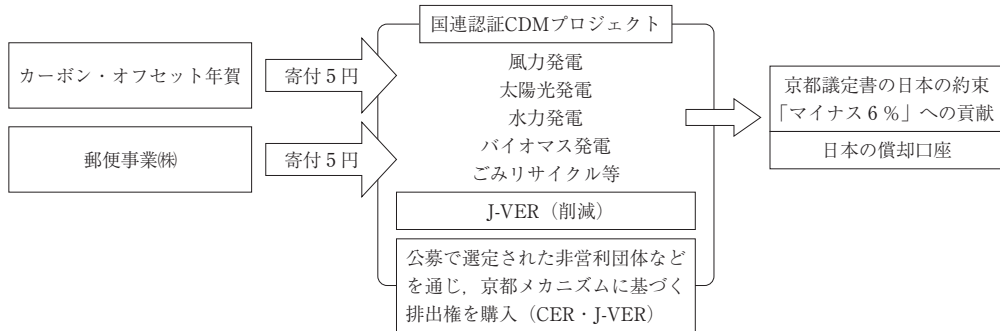 カーボン・オフセット年賀
寄付5円
郵便事業㈱
寄付5円
国連認証CDMプロジェクト
風力発電
太陽光発電
水力発電
バイオマス発電
ごみリサイクル等
J-VER（削減）
公募で選定された非営利団体など
を通じ，京都メカニズムに基づく
排出権を購入（CER・J-VER）
京都議定書の日本の約束
「マイナス6％」への貢献
日本の償却口座